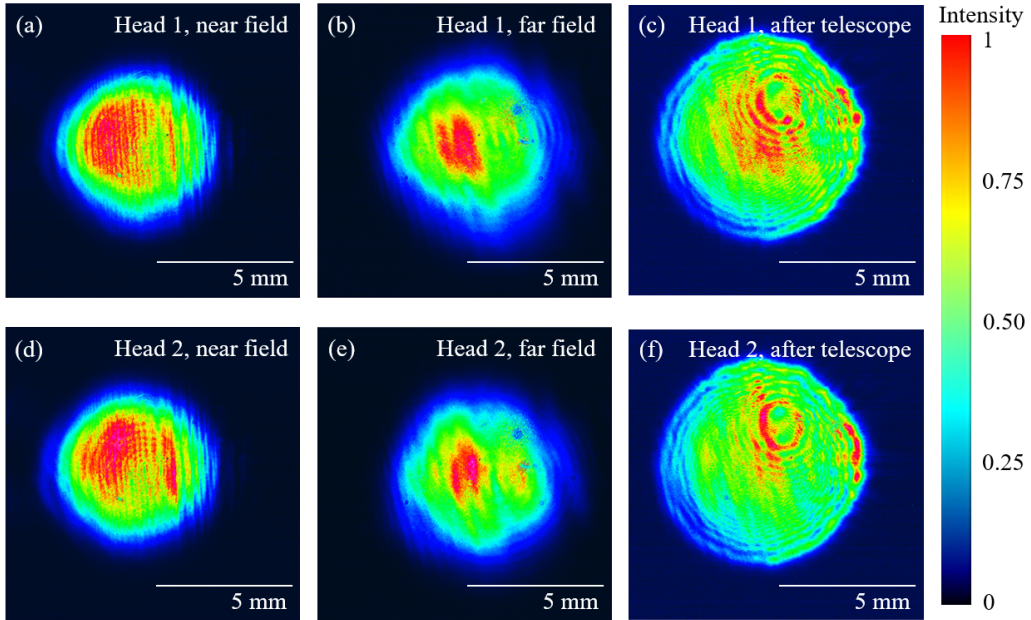 (a) Head 1, near field
5 mm
(b) Head 1, far field
5 mm
(c) Head 1, after telescope
5 mm
(d) Head 2, near field
5 mm
(e) Head 2, far field
5 mm
(f) Head 2, after telescope
5 mm
Intensity
1
0.75
0.50
0.25
0